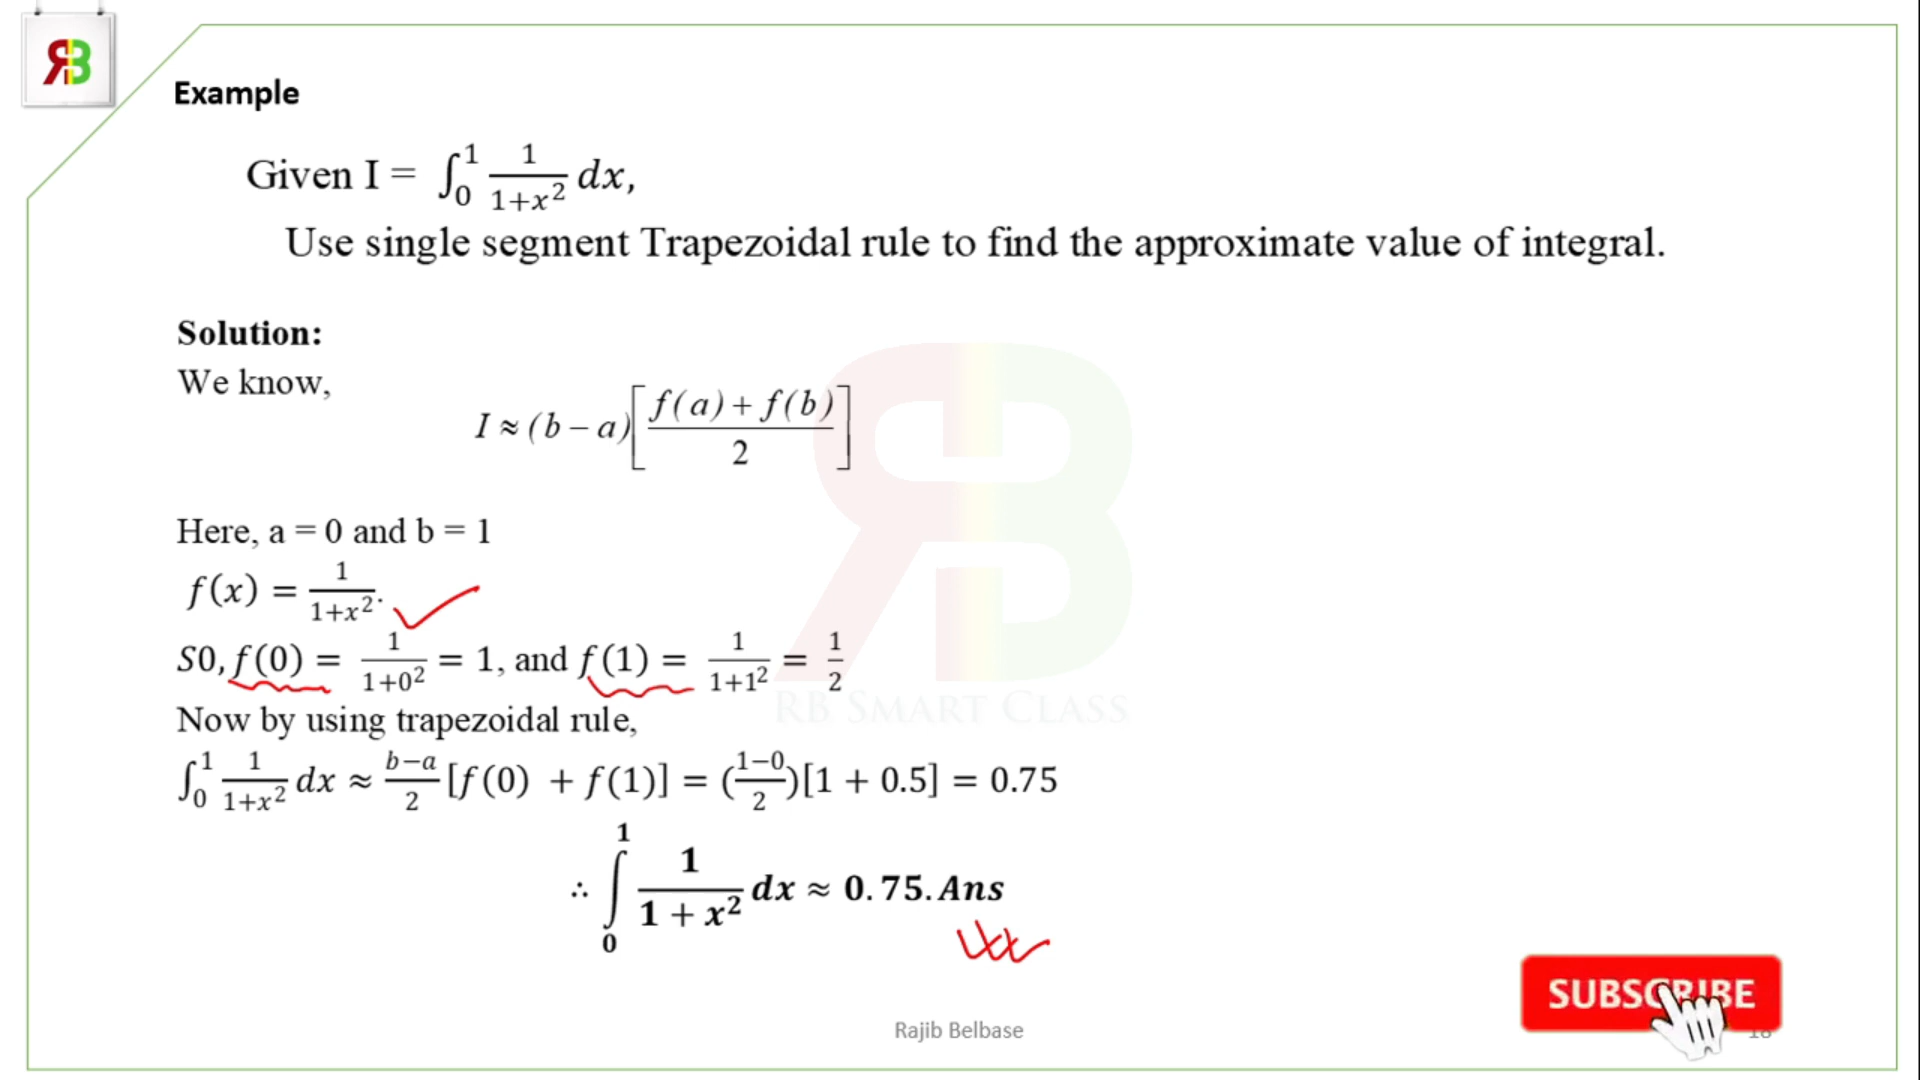 RB
Example
Given I = ∫₀¹ 1/(1+x²) dx,
Use single segment Trapezoidal rule to find the approximate value of integral.
Solution:
We know,
I ≈ (b − a)[(f(a) + f(b))/2]
Here, a = 0 and b = 1
f(x) = 1/(1+x²).
S0, f(0) = 1/(1+0²) = 1, and f(1) = 1/(1+1²) = 1/2
RB SMART CLASS
Now by using trapezoidal rule,
∫₀¹ 1/(1+x²) dx ≈ (b−a)/2 [f(0) + f(1)] = ((1−0)/2)[1 + 0.5] = 0.75
∴ ∫₀¹ 1/(1 + x²) dx ≈ 0.75. Ans
SUBSCRIBE
Rajib Belbase
18